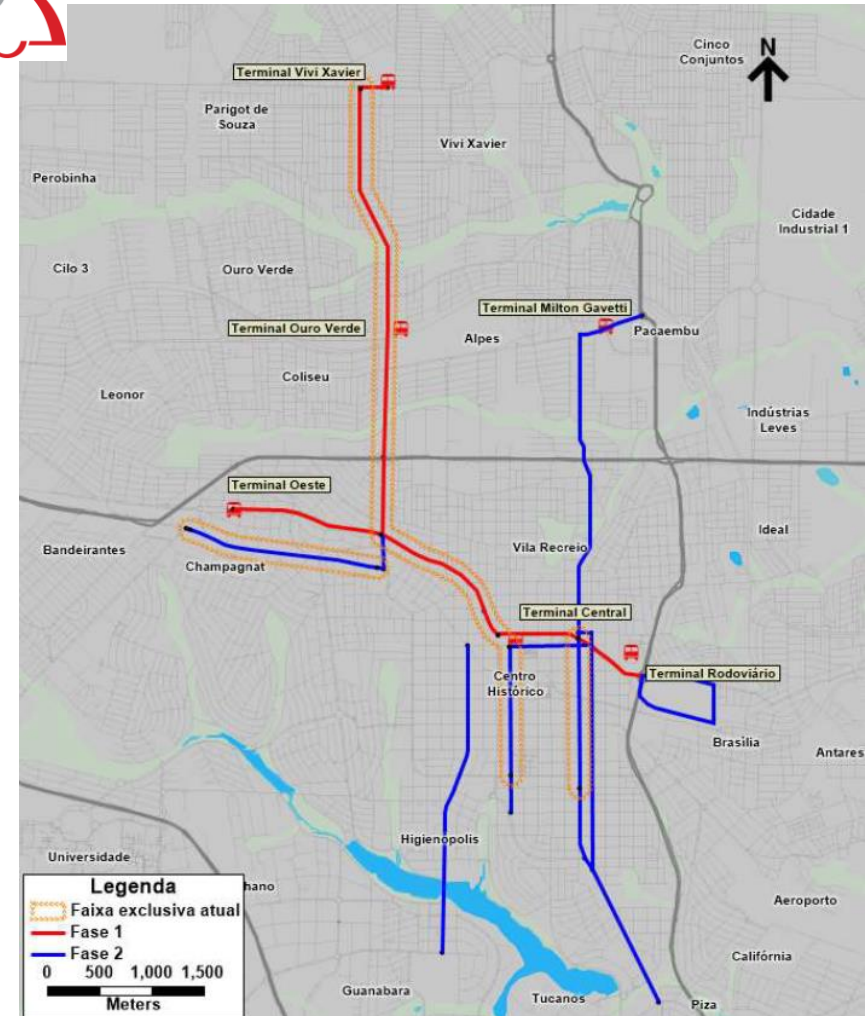 Cinco
Conjuntos
N
Terminal Vivi Xavier
Parigot de
Souza
Vivi Xavier
Perobinha
Cidade
Industrial 1
Cilo 3
Ouro Verde
Terminal Milton Gavetti
Terminal Ouro Verde
Alpes
Pacaembu
Coliseu
Leonor
Indústrias
Leves
Terminal Oeste
Ideal
Bandeirantes
Vila Recreio
Champagnat
Terminal Central
Centro
Histórico
Terminal Rodoviário
Brasília
Antares
Higienópolis
Universidade
hano
Legenda
Faixa exclusiva atual
Fase 1
Fase 2
0 500 1,000 1,500
Meters
Aeroporto
Califórnia
Guanabara
Tucanos
Piza